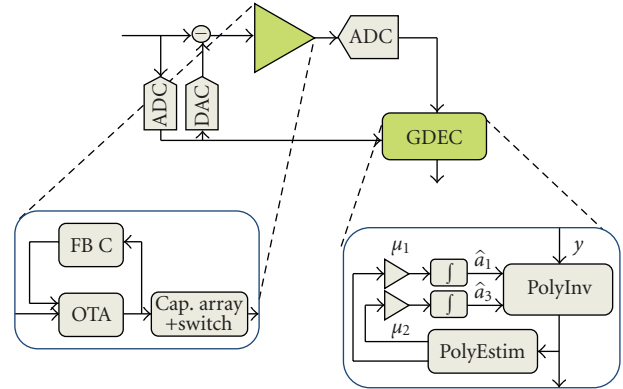 −
ADC
ADC
DAC
GDEC
FB C
OTA
Cap. array
+switch
μ1
∫
â1
y
μ2
∫
â3
PolyInv
PolyEstim